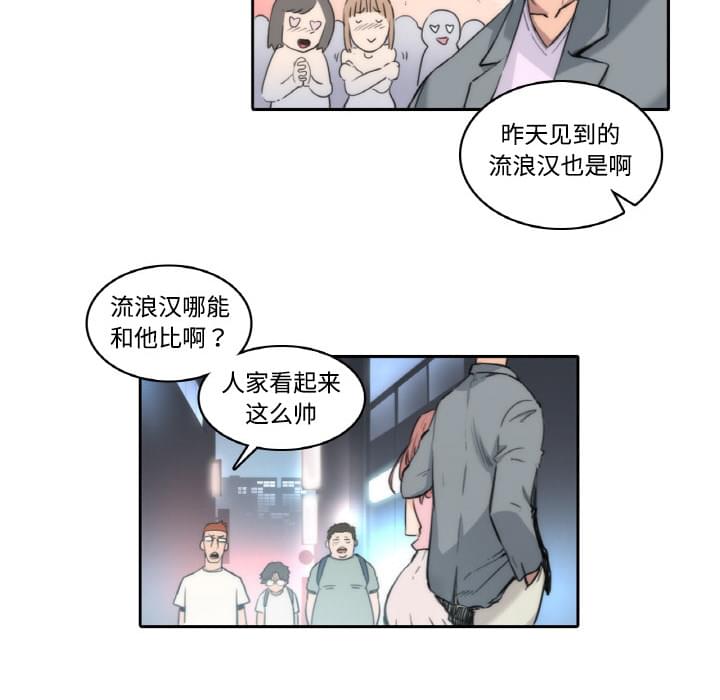 昨天见到的
流浪汉也是啊
流浪汉哪能
和他比啊？
人家看起来
这么帅